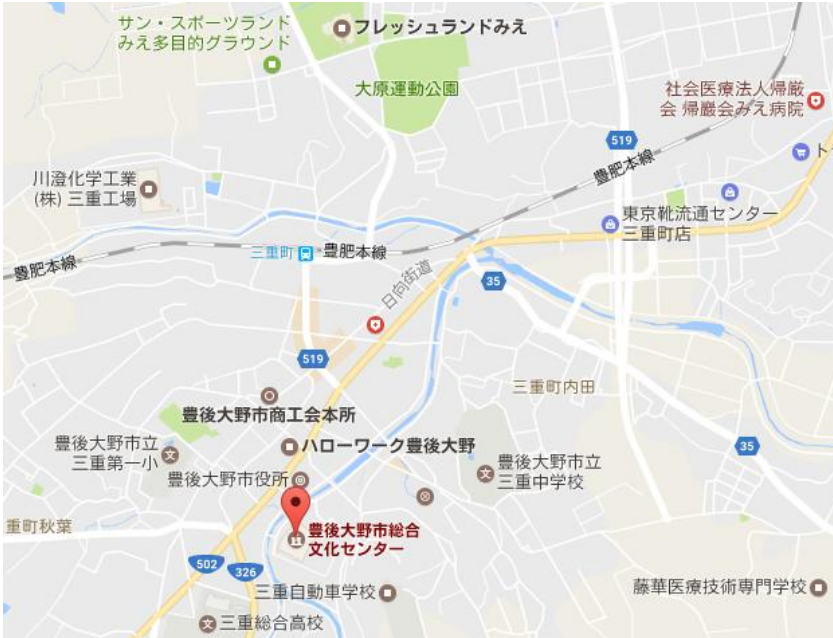 サン・スポーツランド
みえ多目的グラウンド
フレッシュランドみえ
大原運動公園
社会医療法人帰厳
会 帰巖会みえ病院
519
豊肥本線
ト
川澄化学工業
(株) 三重工場
東京靴流通センター
三重町店
三重町
豊肥本線
豊肥本線
日向街道
35
519
三重町内田
豊後大野市商工会本所
豊後大野市立
三重第一小
ハローワーク豊後大野
35
豊後大野市役所
豊後大野市立
三重中学校
重町秋葉
豊後大野市総合
文化センター
502
326
三重自動車学校
藤華医療技術専門学校
三重総合高校